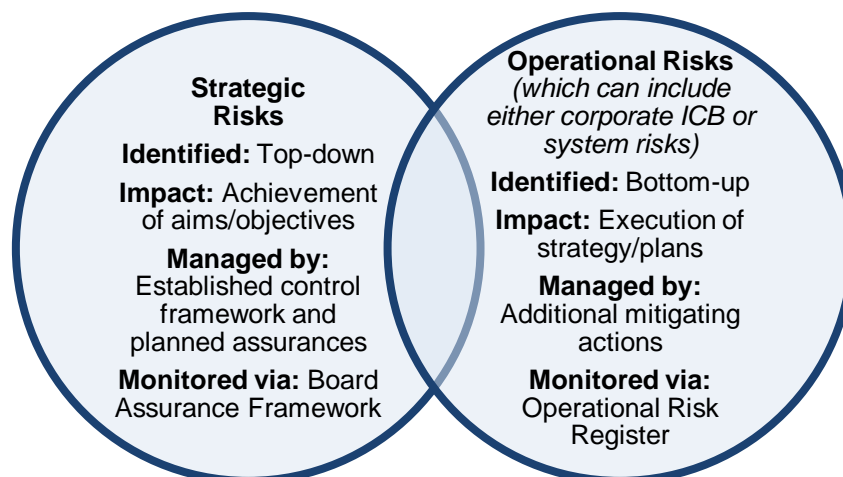 Strategic
Risks
Identified: Top-down
Impact: Achievement
of aims/objectives
Managed by:
Established control
framework and
planned assurances
Monitored via: Board
Assurance Framework
Operational Risks
(which can include
either corporate ICB or
system risks)
Identified: Bottom-up
Impact: Execution of
strategy/plans
Managed by:
Additional mitigating
actions
Monitored via:
Operational Risk
Register